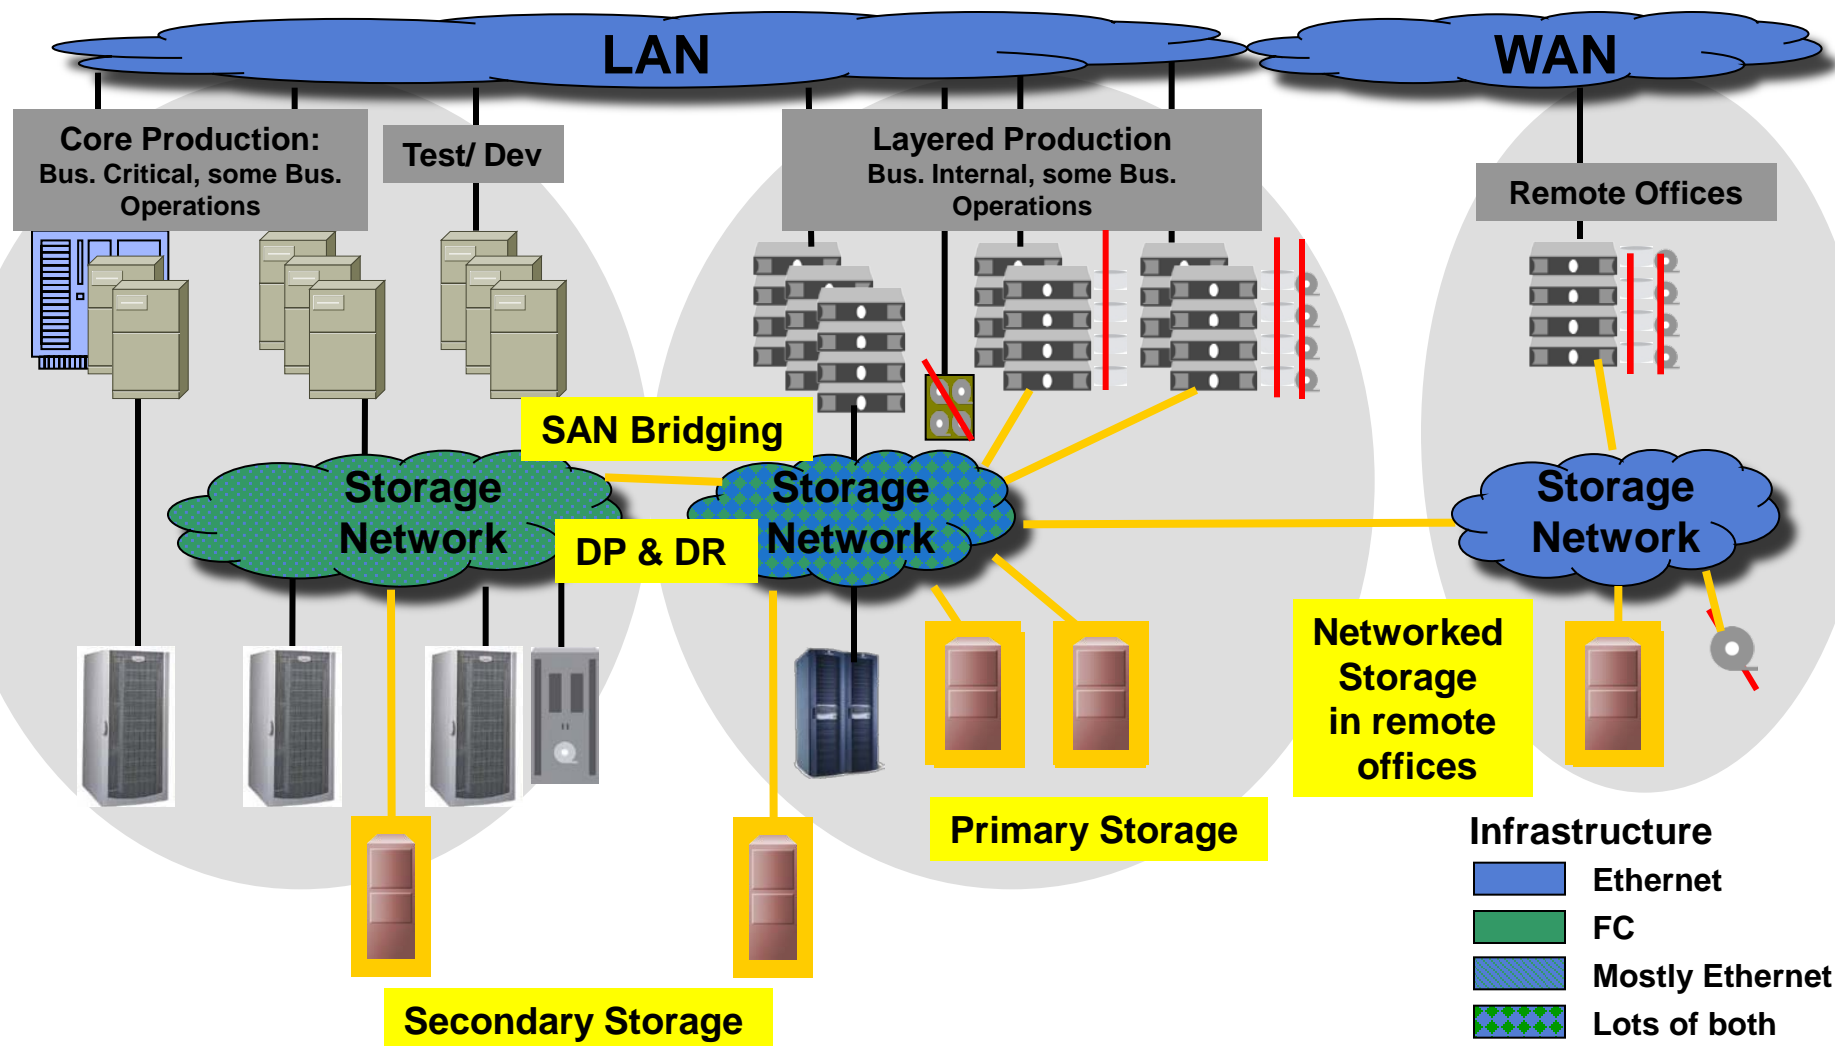 LAN
WAN
Core Production:
Bus. Critical, some Bus.
Operations
Test/ Dev
Layered Production
Bus. Internal, some Bus.
Operations
Remote Offices
SAN Bridging
Storage
Network
DP & DR
Storage
Network
Storage
Network
Networked
Storage
in remote
offices
Primary Storage
Secondary Storage
Infrastructure
Ethernet
FC
Mostly Ethernet
Lots of both